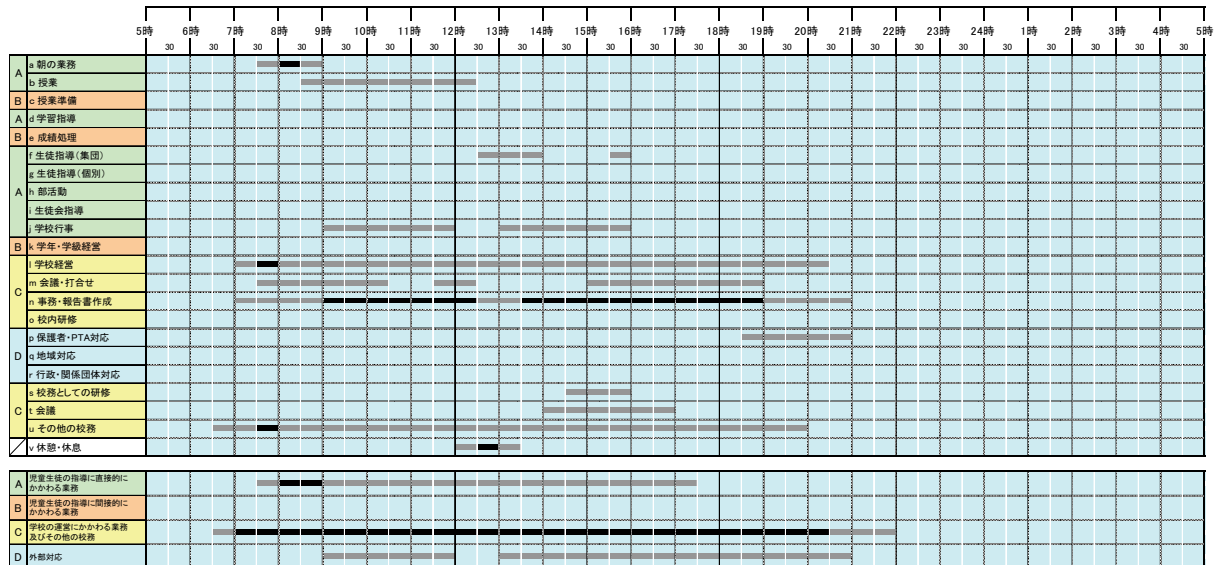 5時 6時 7時 8時 9時 10時 11時 12時 13時 14時 15時 16時 17時 18時 19時 20時 21時 22時 23時 24時 1時 2時 3時 4時 5時
30 30 30 30 30 30 30 30 30 30 30 30 30 30 30 30 30 30 30 30 30 30 30 30
A
a 朝の業務
b 授業
B c 授業準備
A d 学習指導
B e 成績処理
A
f 生徒指導(集団)
g 生徒指導(個別)
h 部活動
i 生徒会指導
j 学校行事
B k 学年・学級経営
C
l 学校経営
m 会議・打合せ
n 事務・報告書作成
o 校内研修
D
p 保護者・PTA対応
q 地域対応
r 行政・関係団体対応
C
s 校務としての研修
t 会議
u その他の校務
v 休憩・休息
A 児童生徒の指導に直接的に
かかわる業務
B 児童生徒の指導に間接的に
かかわる業務
C 学校の運営にかかわる業務
及びその他の校務
D 外部対応